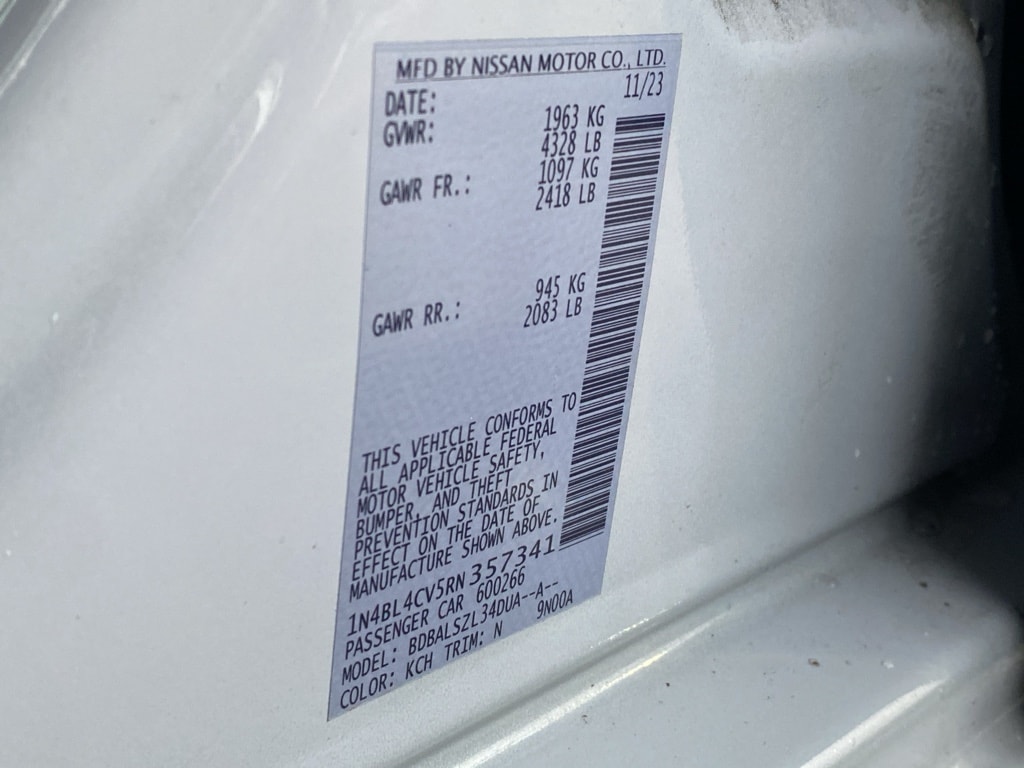 MFD BY NISSAN MOTOR CO., LTD.
DATE: 11/23
GVWR: 1963 KG
4328 LB
GAWR FR.: 1097 KG
2418 LB
GAWR RR.: 945 KG
2083 LB
THIS VEHICLE CONFORMS TO
ALL APPLICABLE FEDERAL
MOTOR VEHICLE SAFETY,
BUMPER, AND THEFT
PREVENTION STANDARDS IN
EFFECT ON THE DATE OF
MANUFACTURE SHOWN ABOVE.
1N4BL4CV5RN357341
PASSENGER CAR 600266
MODEL: BDBALSZL34DUA--A--
COLOR: KCH TRIM: N 9N00A